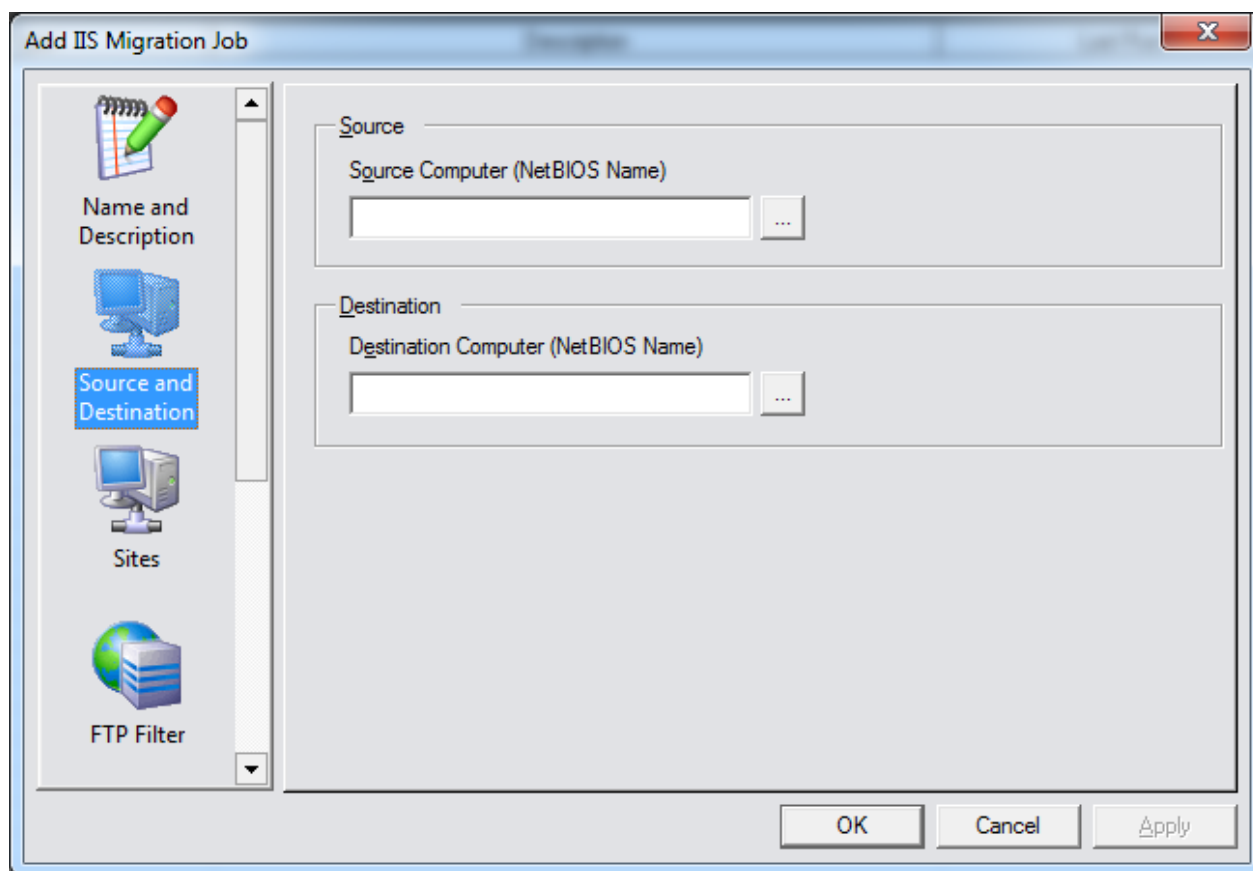 Add IIS Migration Job
Description
Name and
Description
Source and
Destination
Sites
FTP Filter
Source
Source Computer (NetBIOS Name)
...
Destination
Destination Computer (NetBIOS Name)
...
OK
Cancel
Apply